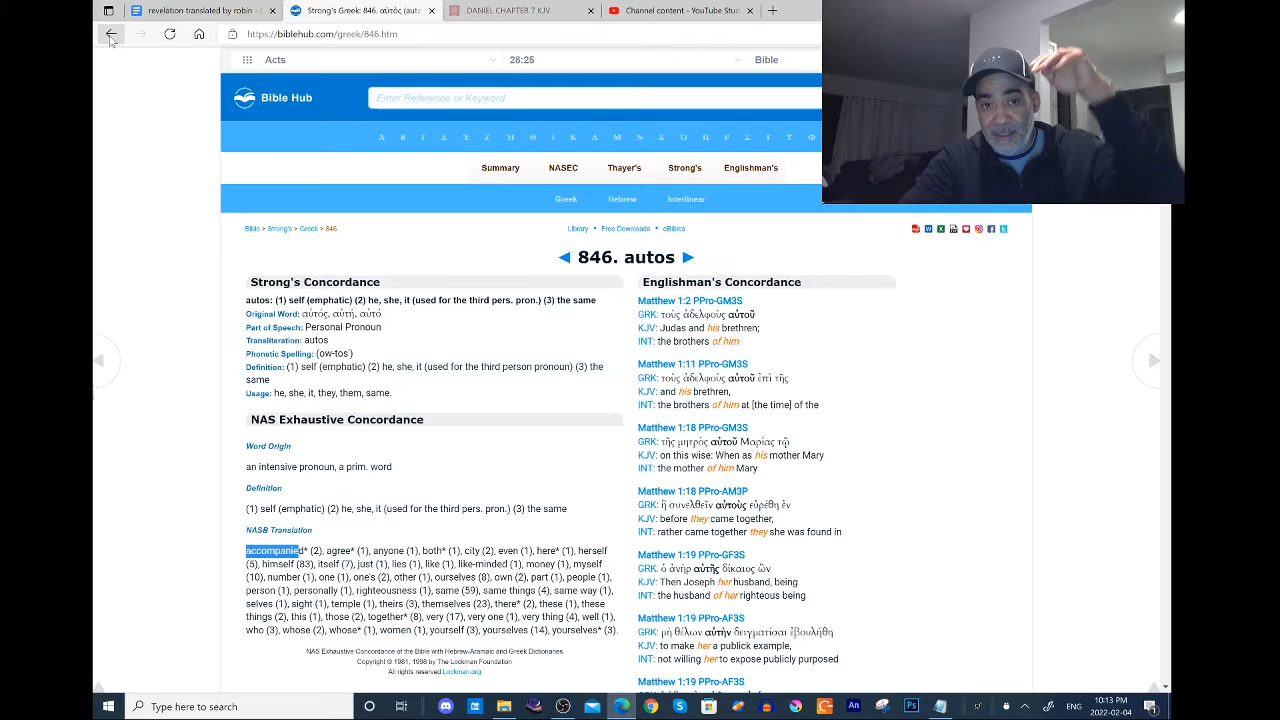 revelation translated by robin - G
Strong's Greek: 846. αὐτός (autos)
DANIEL CHAPTER 7 KJV
Channel content - YouTube Stu
https://biblehub.com/greek/846.htm
Acts
28:25
Bible
Bible Hub
Enter Reference or Keyword
Summary NASEC Thayer's Strong's Englishman's
Greek Hebrew Interlinear
Bible > Strong's > Greek > 846
Library • Free Downloads • eBibles
◄ 846. autos ►
Strong's Concordance
autos: (1) self (emphatic) (2) he, she, it (used for the third pers. pron.) (3) the same
Original Word: αὐτός, αὐτή, αὐτό
Part of Speech: Personal Pronoun
Transliteration: autos
Phonetic Spelling: (ow-tos')
Definition: (1) self (emphatic) (2) he, she, it (used for the third person pronoun) (3) the
same
Usage: he, she, it, they, them, same.
NAS Exhaustive Concordance
Word Origin
an intensive pronoun, a prim. word
Definition
(1) self (emphatic) (2) he, she, it (used for the third pers. pron.) (3) the same
NASB Translation
accompanied* (2), agree* (1), anyone (1), both* (1), city (2), even (1), here* (1), herself
(5), himself (83), itself (7), just (1), lies (1), like (1), like-minded (1), money (1), myself
(10), number (1), one (1), one's (2), other (1), ourselves (8), own (2), part (1), people (1),
person (1), personally (1), righteousness (1), same (59), same things (4), same way (1),
selves (1), sight (1), temple (1), theirs (3), themselves (23), there* (2), these (1), these
things (2), this (1), those (2), together* (8), very (17), very one (1), very thing (4), well (1),
who (3), whose (2), whose* (1), women (1), yourself (3), yourselves (14), yourselves* (3).
NAS Exhaustive Concordance of the Bible with Hebrew-Aramaic and Greek Dictionaries
Copyright © 1981, 1998 by The Lockman Foundation
All rights reserved Lockman.org
Englishman's Concordance
Matthew 1:2 PPro-GM3S
GRK: τοὺς ἀδελφοὺς αὐτοῦ
KJV: Judas and his brethren;
INT: the brothers of him
Matthew 1:11 PPro-GM3S
GRK: τοὺς ἀδελφοὺς αὐτοῦ ἐπὶ τῆς
KJV: and his brethren,
INT: the brothers of him at [the time] of the
Matthew 1:18 PPro-GM3S
GRK: τῆς μητρὸς αὐτοῦ Μαρίας τῷ
KJV: on this wise: When as his mother Mary
INT: the mother of him Mary
Matthew 1:18 PPro-AM3P
GRK: ἢ συνελθεῖν αὐτοὺς εὑρέθη ἐν
KJV: before they came together,
INT: rather came together they she was found in
Matthew 1:19 PPro-GF3S
GRK: ὁ ἀνὴρ αὐτῆς δίκαιος ὢν
KJV: Then Joseph her husband, being
INT: the husband of her righteous being
Matthew 1:19 PPro-AF3S
GRK: μὴ θέλων αὐτὴν δειγματίσαι ἐβουλήθη
KJV: to make her a publick example,
INT: not willing her to expose publicly purposed
Matthew 1:19 PPro-AF3S
Type here to search
ENG
10:13 PM
2022-02-04